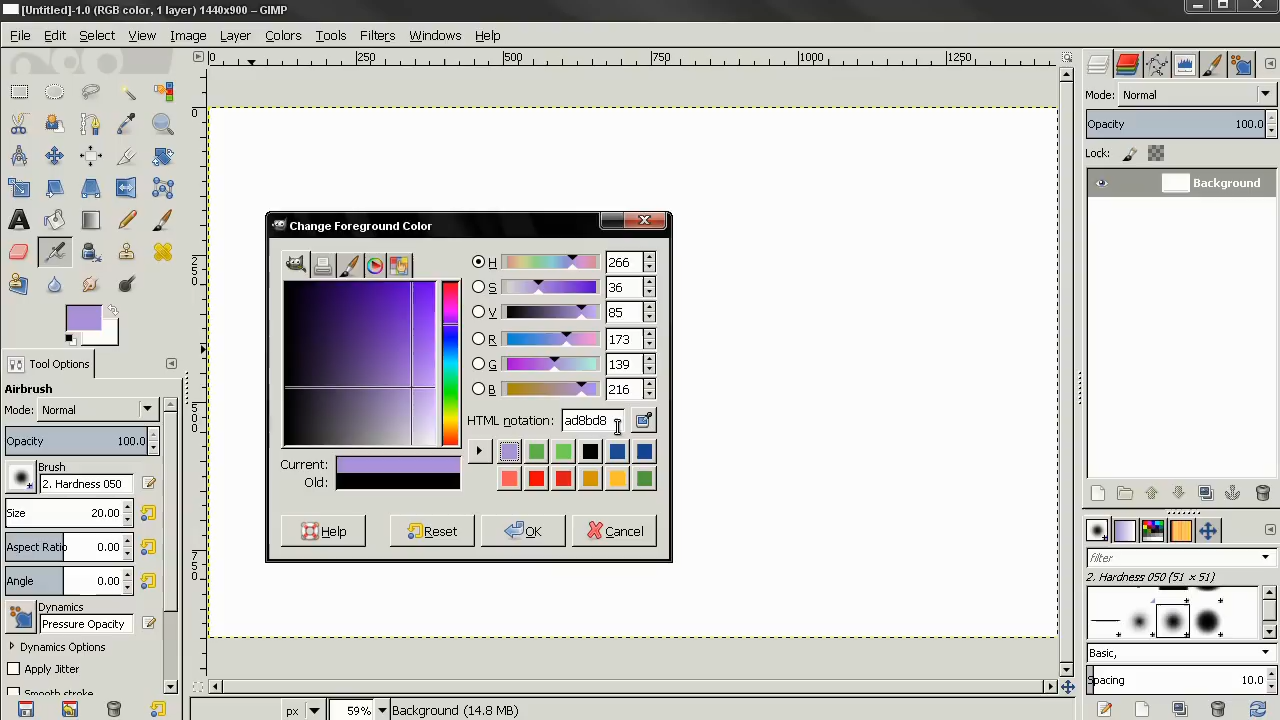 [Untitled]-1.0 (RGB color, 1 layer) 1440x900 – GIMP
File Edit Select View Image Layer Colors Tools Filters Windows Help
0 250 500 750 1000 1250
Mode: Normal
Opacity 100.0
Lock:
Background
0
250
500
750
Change Foreground Color
H 266
S 36
V 85
R 173
G 139
B 216
HTML notation: ad8bd8
Current:
Old:
Help Reset OK Cancel
Tool Options
Airbrush
Mode: Normal
Opacity 100.0
Brush
2. Hardness 050
Size 20.00
Aspect Ratio 0.00
Angle 0.00
Dynamics
Pressure Opacity
Dynamics Options
Apply Jitter
Smooth stroke
filter
2. Hardness 050 (51 × 51)
Basic,
Spacing 10.0
px 59% Background (14.8 MB)